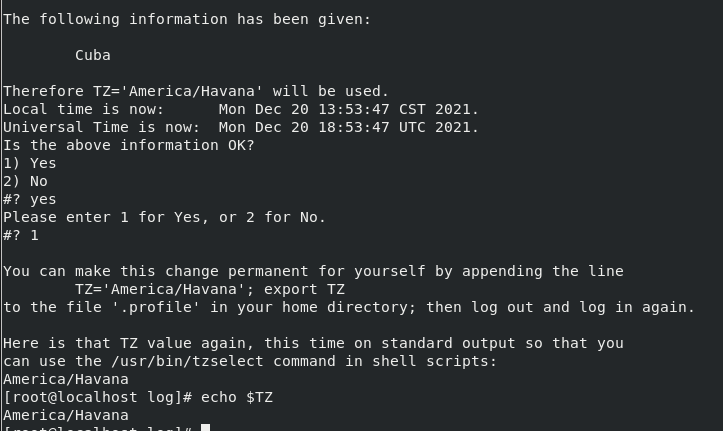 The following information has been given:
Cuba
Therefore TZ='America/Havana' will be used.
Local time is now:      Mon Dec 20 13:53:47 CST 2021.
Universal Time is now:  Mon Dec 20 18:53:47 UTC 2021.
Is the above information OK?
1) Yes
2) No
#? yes
Please enter 1 for Yes, or 2 for No.
#? 1
You can make this change permanent for yourself by appending the line
TZ='America/Havana'; export TZ
to the file '.profile' in your home directory; then log out and log in again.
Here is that TZ value again, this time on standard output so that you
can use the /usr/bin/tzselect command in shell scripts:
America/Havana
[root@localhost log]# echo $TZ
America/Havana
[root@localhost log]#